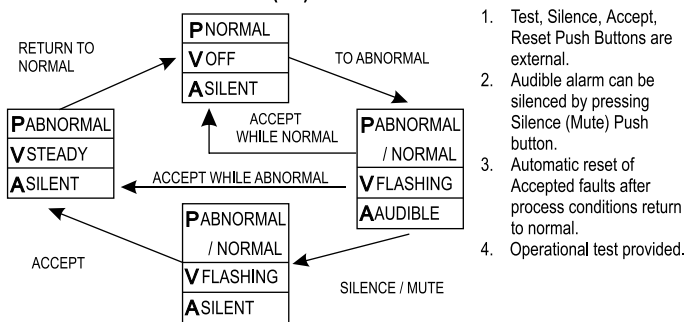 PNORMAL
VOFF
ASILENT
RETURN TO
NORMAL
TO ABNORMAL
ACCEPT
WHILE NORMAL
PABNORMAL
VSTEADY
ASILENT
PABNORMAL
/ NORMAL
VFLASHING
AAUDIBLE
ACCEPT WHILE ABNORMAL
PABNORMAL
/ NORMAL
VFLASHING
ASILENT
ACCEPT
SILENCE / MUTE
1. Test, Silence, Accept,
Reset Push Buttons are
external.
2. Audible alarm can be
silenced by pressing
Silence (Mute) Push
button.
3. Automatic reset of
Accepted faults after
process conditions return
to normal.
4. Operational test provided.